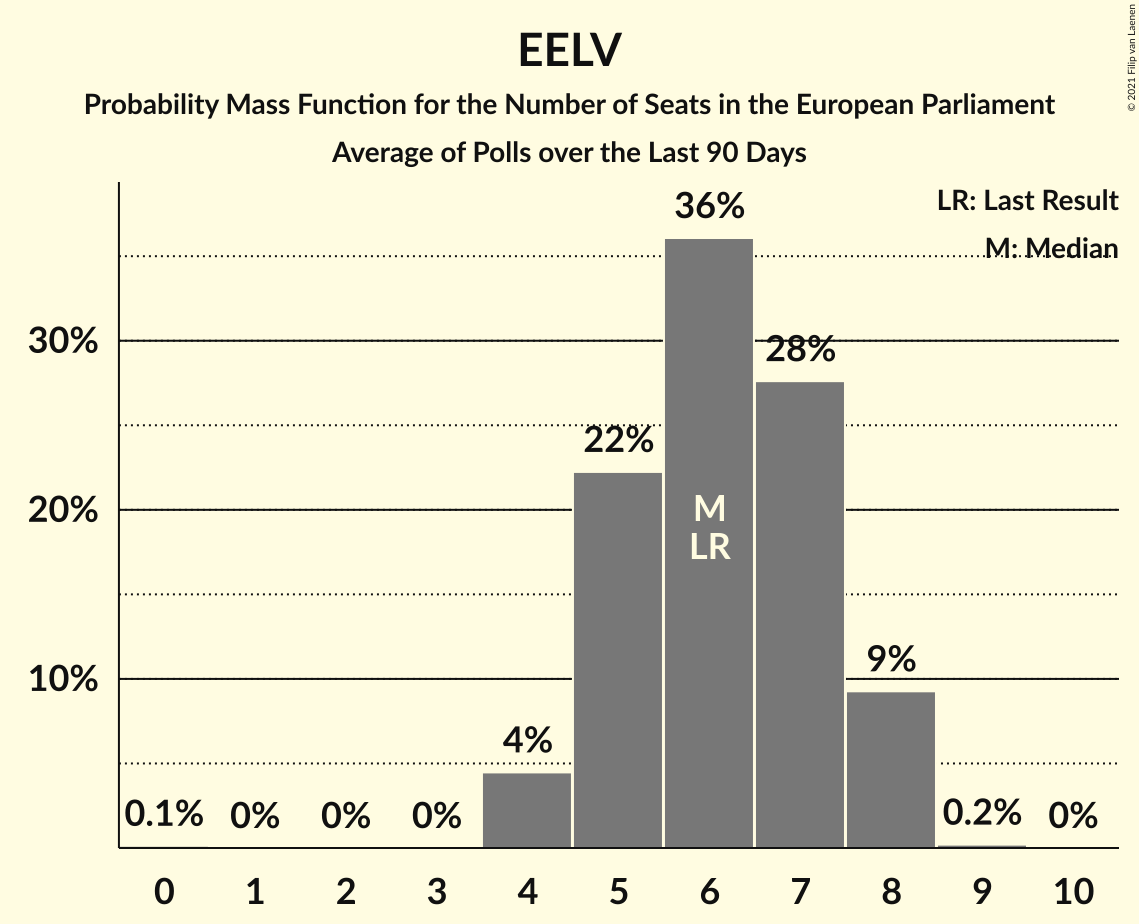 EELV
Probability Mass Function for the Number of Seats in the European Parliament
Average of Polls over the Last 90 Days
© 2021 Filip van Laenen
LR: Last Result
M: Median
36%
30%
28%
22%
20%
M
LR
10%
9%
4%
0.1% 0% 0% 0% 0.2% 0%
0 1 2 3 4 5 6 7 8 9 10